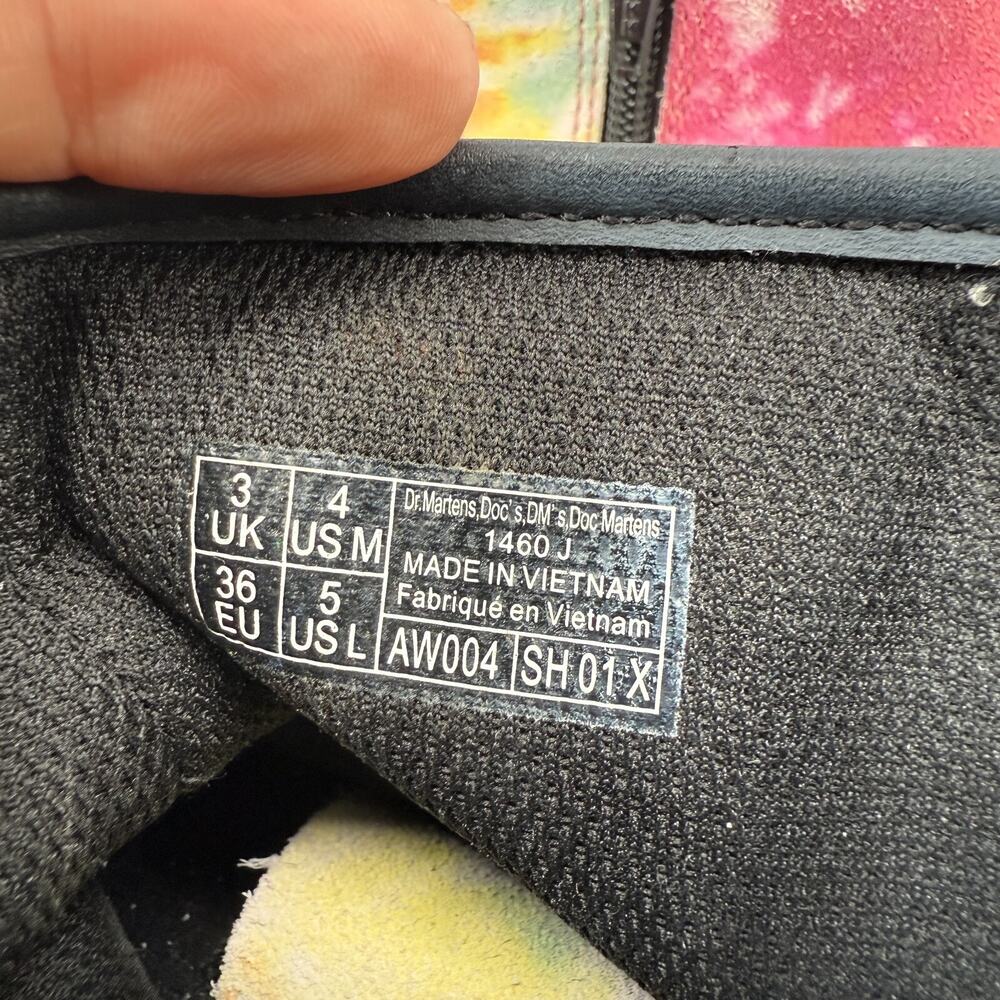 3
UK
4
US M
36
EU
5
US L
Dr.Martens,Doc's,DM's,Doc Martens
1460 J
MADE IN VIETNAM
Fabriqué en Vietnam
AW004
SH 01 X